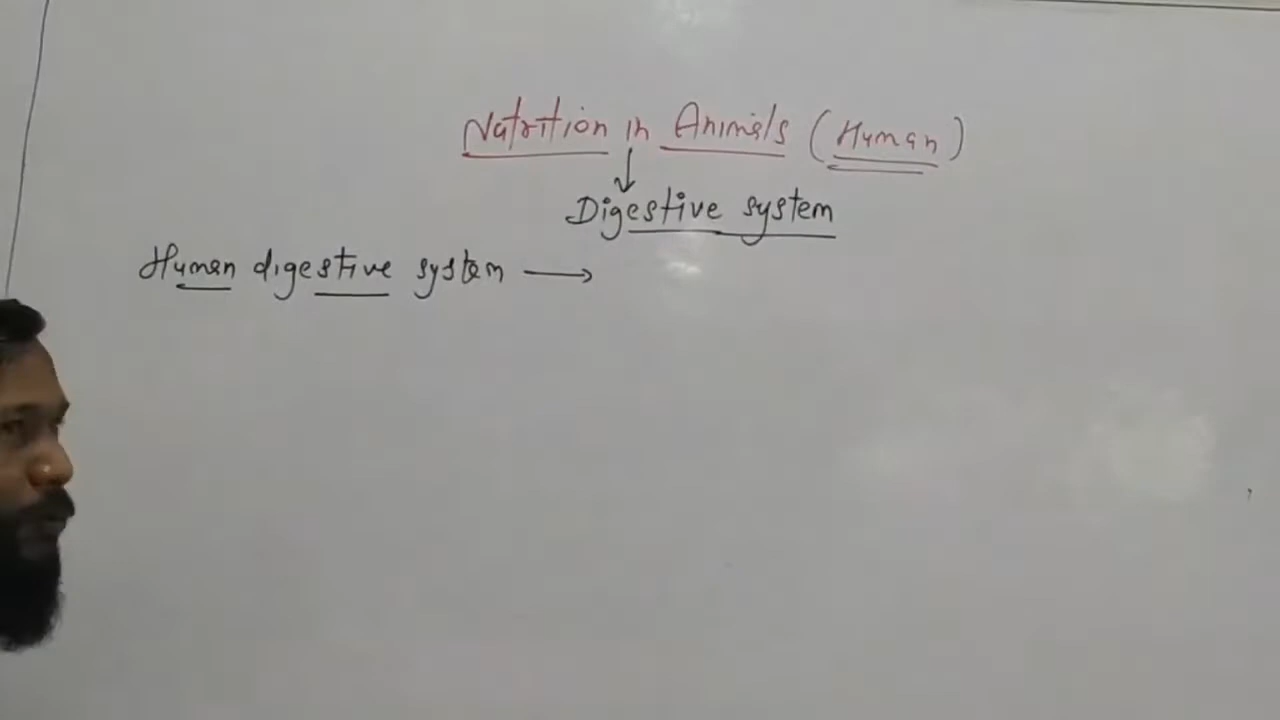 Nutrition in Animals (Human)
↓
Digestive system
Human digestive system →